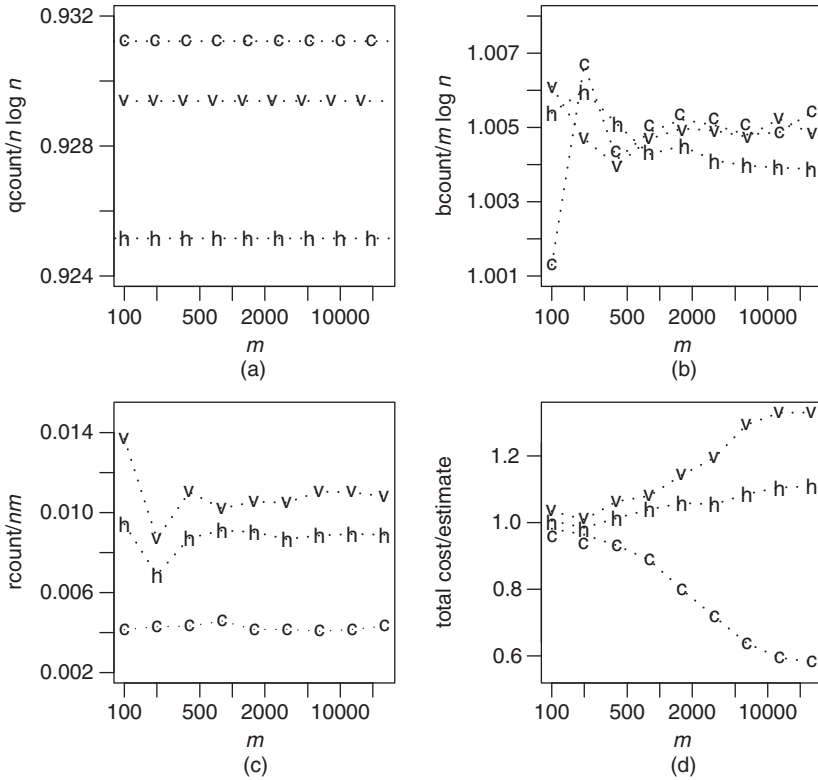 qcount/n log n
0.932
0.928
0.924
c c c c c c c c c
v v v v v v v v
h h h h h h h h h
100 500 2000 10000
m
(a)
bcount/m log n
1.007
1.005
1.003
1.001
v c c c c c c c c
h h h v v v v v c
c v v h h h h h h
100 500 2000 10000
m
(b)
rcount/nm
0.014
0.010
0.006
0.002
v v v v v v v v v
h h h h h h h h h
c c c c c c c c c
100 500 2000 10000
m
(c)
total cost/estimate
1.2
1.0
0.8
0.6
v v v v v v v v v
h h h h h h h h h
c c c c c c c c c
100 500 2000 10000
m
(d)